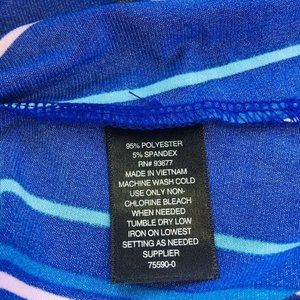 95% POLYESTER
5% SPANDEX
RN# 93677
MADE IN VIETNAM
MACHINE WASH COLD
USE ONLY NON-
CHLORINE BLEACH
WHEN NEEDED
TUMBLE DRY LOW
IRON ON LOWEST
SETTING AS NEEDED
SUPPLIER
75590-0